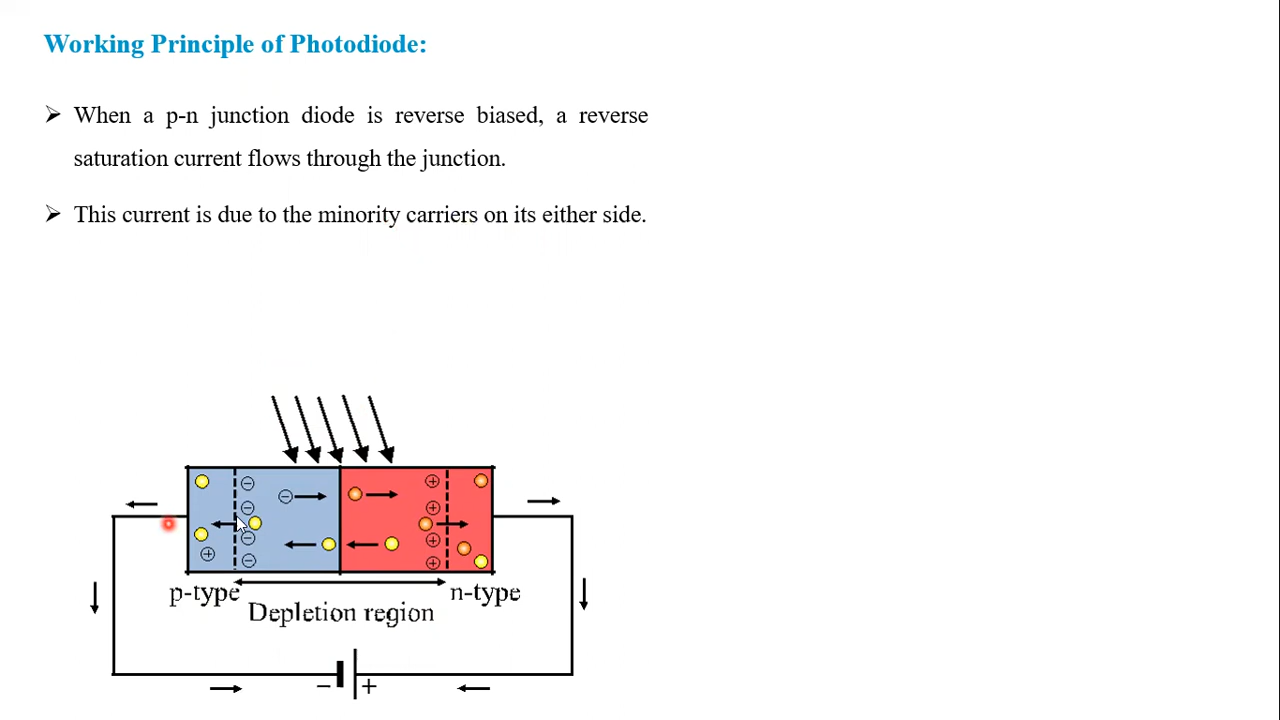 Working Principle of Photodiode:
➢ When a p-n junction diode is reverse biased, a reverse
saturation current flows through the junction.
➢ This current is due to the minority carriers on its either side.
p-type
n-type
Depletion region
− +